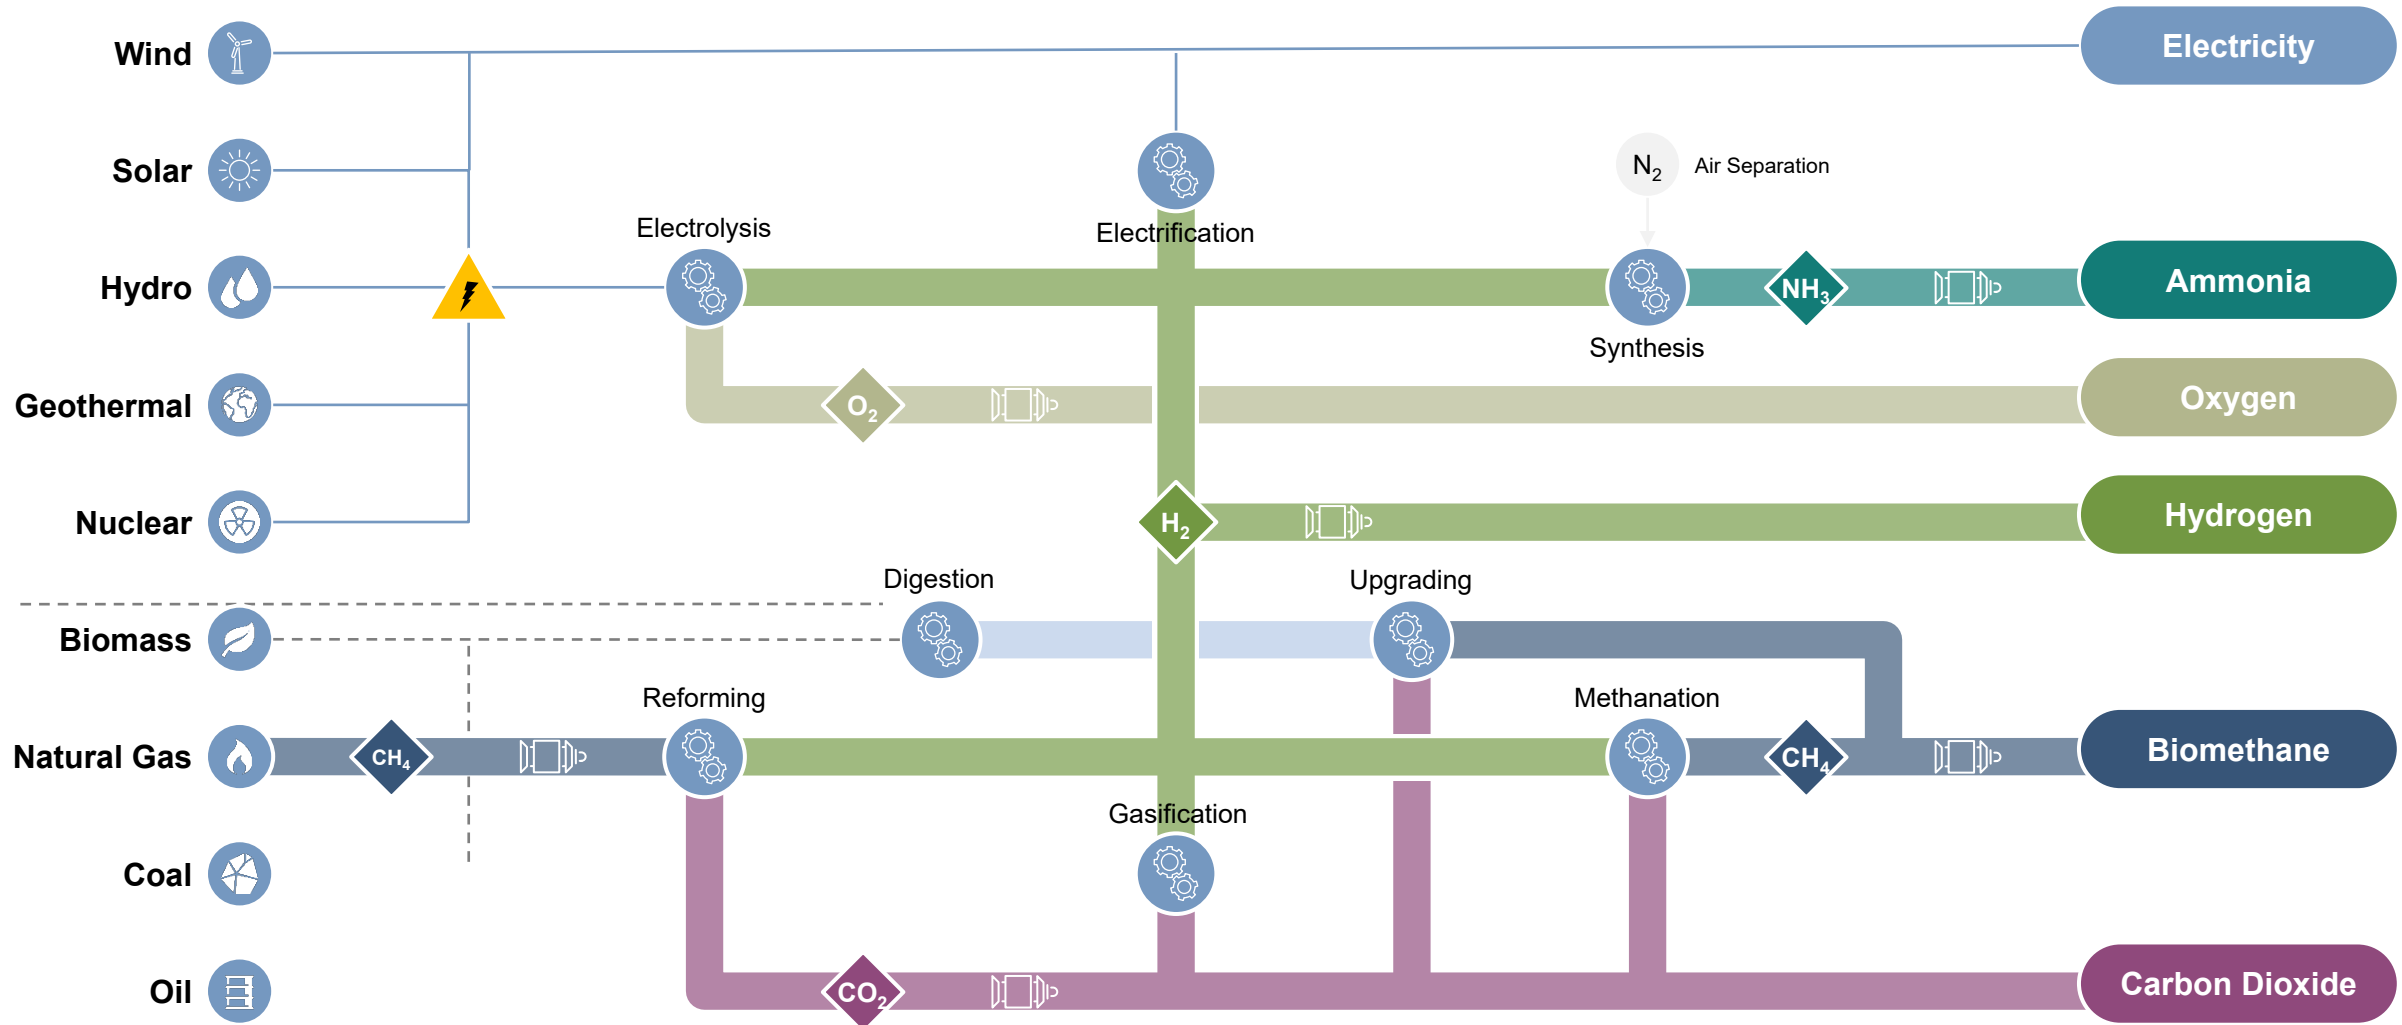 Wind
Electricity
Solar
N₂
Air Separation
Electrolysis
Electrification
Hydro
NH₃
Ammonia
Synthesis
Geothermal
O₂
Oxygen
Nuclear
H₂
Hydrogen
Digestion
Upgrading
Biomass
Reforming
Methanation
Natural Gas
CH₄
CH₄
Biomethane
Gasification
Coal
Oil
CO₂
Carbon Dioxide